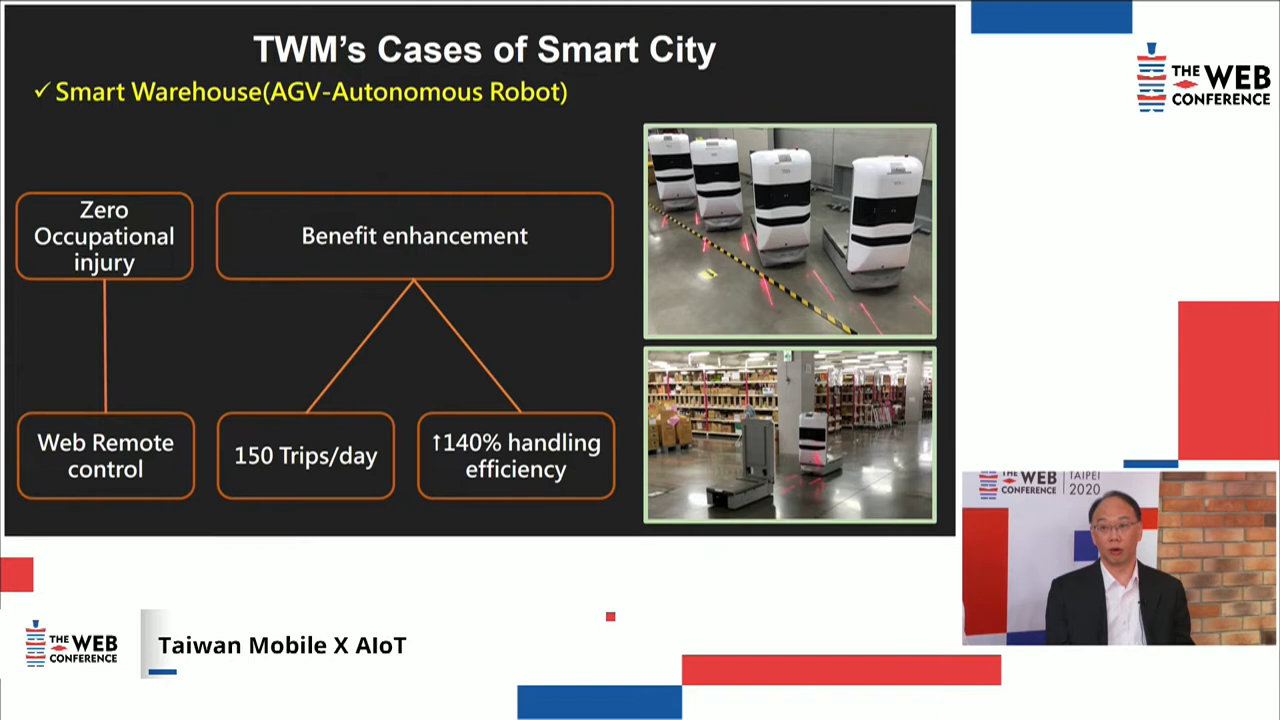 TWM's Cases of Smart City
✓ Smart Warehouse(AGV-Autonomous Robot)
Zero
Occupational
injury
Benefit enhancement
Web Remote
control
150 Trips/day
↑140% handling
efficiency
THE WEB
CONFERENCE
THE WEB
CONFERENCE
TAIPEI
2020
THE WEB
CONFERENCE
Taiwan Mobile X AIoT